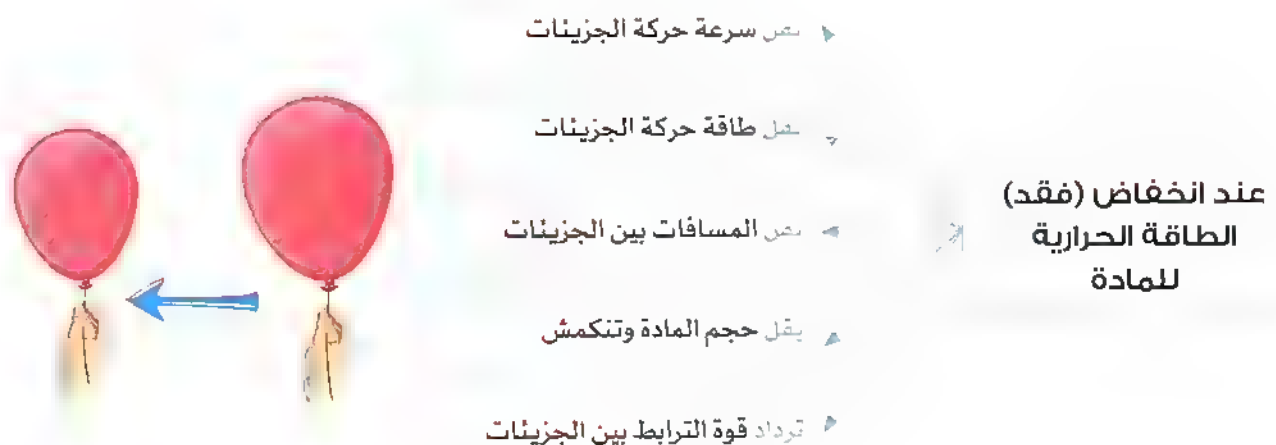 عند انخفاض (فقد)
الطاقة الحرارية
للمادة
سرعة حركة الجزيئات
طاقة حركة الجزيئات
المسافات بين الجزيئات
يقل حجم المادة وتنكمش
تزداد قوة الترابط بين الجزيئات